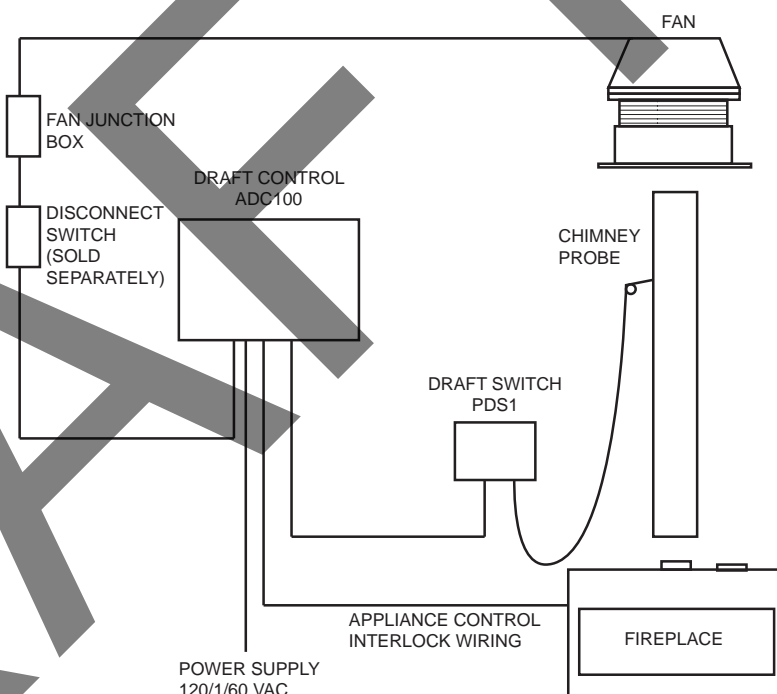 FAN
FAN JUNCTION
BOX
DRAFT CONTROL
ADC100
DISCONNECT
SWITCH
(SOLD
SEPARATELY)
CHIMNEY
PROBE
DRAFT SWITCH
PDS1
APPLIANCE CONTROL
INTERLOCK WIRING
FIREPLACE
POWER SUPPLY
120/1/60 VAC